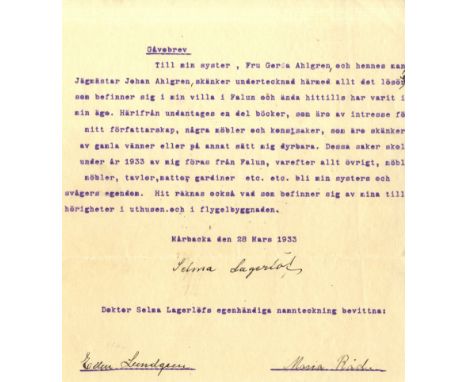 Gåvobrev
Till min syster , Fru Gerda Ahlgren, och hennes man
Jägmästar Johan Ahlgren, skänker undertecknad härmed allt det lösör
som befinner sig i min villa i Falun och ända hittills har varit i
min ägo. Härifrån undantages en del böcker, som äro av intresse fö
mitt författarskap, några möbler och konstsaker, som äro skänker
av gamla vänner eller på annat sätt mig dyrbara. Dessa saker skol
under år 1933 av mig föras från Falun, varefter allt övrigt, möbl
möbler, tavlor, mattor gardiner etc. etc. bli min systers och
svågers egendom. Hit räknas också vad som befinner sig av mina till
hörigheter i uthusen.och i flygelbyggnaden.
Mårbacka den 28 Mars 1933
Selma Lagerlöf
Doktor Selma Lagerlöfs egenhändiga namnteckning bevittna:
Ellen Lundgren
Maria